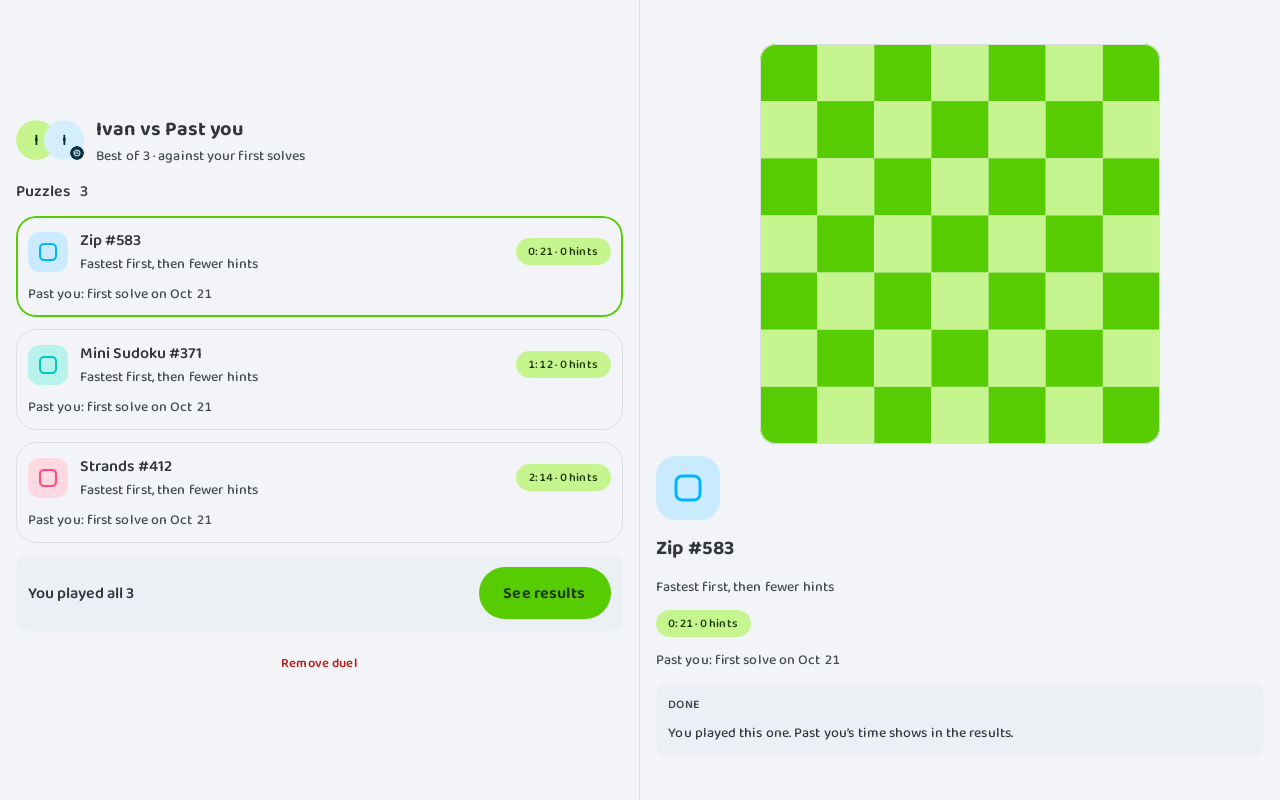 I
I
Ivan vs Past you
Best of 3 · against your first solves
Puzzles 3
Zip #583
Fastest first, then fewer hints
0:21 · 0 hints
Past you: first solve on Oct 21
Mini Sudoku #371
Fastest first, then fewer hints
1:12 · 0 hints
Past you: first solve on Oct 21
Strands #412
Fastest first, then fewer hints
2:14 · 0 hints
Past you: first solve on Oct 21
You played all 3
See results
Remove duel
Zip #583
Fastest first, then fewer hints
0:21 · 0 hints
Past you: first solve on Oct 21
DONE
You played this one. Past you's time shows in the results.